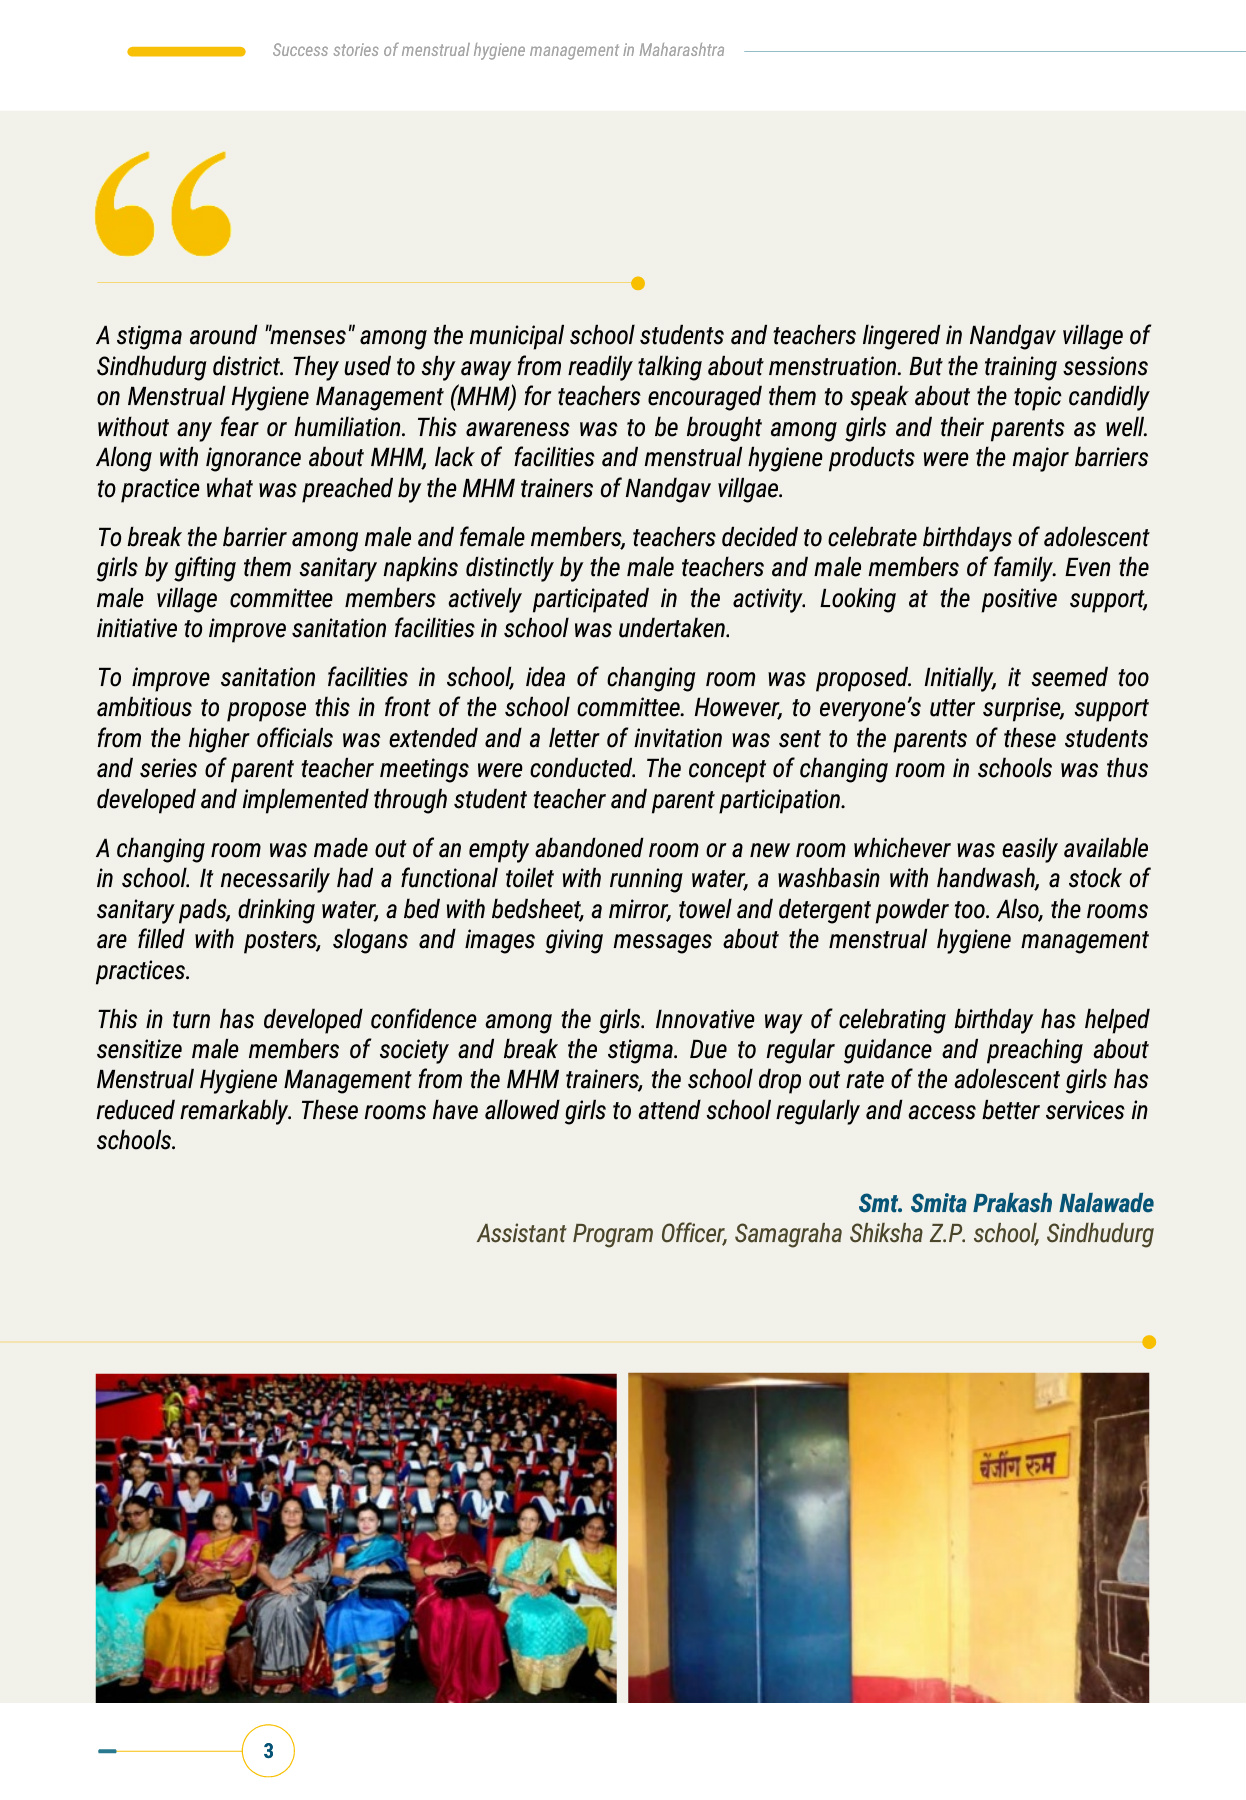 Success stories of menstrual hygiene management in Maharashtra
“
A stigma around "menses" among the municipal school students and teachers lingered in Nandgav village of
Sindhudurg district. They used to shy away from readily talking about menstruation. But the training sessions
on Menstrual Hygiene Management (MHM) for teachers encouraged them to speak about the topic candidly
without any fear or humiliation. This awareness was to be brought among girls and their parents as well.
Along with ignorance about MHM, lack of facilities and menstrual hygiene products were the major barriers
to practice what was preached by the MHM trainers of Nandgav villgae.
To break the barrier among male and female members, teachers decided to celebrate birthdays of adolescent
girls by gifting them sanitary napkins distinctly by the male teachers and male members of family. Even the
male village committee members actively participated in the activity. Looking at the positive support,
initiative to improve sanitation facilities in school was undertaken.
To improve sanitation facilities in school, idea of changing room was proposed. Initially, it seemed too
ambitious to propose this in front of the school committee. However, to everyone’s utter surprise, support
from the higher officials was extended and a letter of invitation was sent to the parents of these students
and series of parent teacher meetings were conducted. The concept of changing room in schools was thus
developed and implemented through student teacher and parent participation.
A changing room was made out of an empty abandoned room or a new room whichever was easily available
in school. It necessarily had a functional toilet with running water, a washbasin with handwash, a stock of
sanitary pads, drinking water, a bed with bedsheet, a mirror, towel and detergent powder too. Also, the rooms
are filled with posters, slogans and images giving messages about the menstrual hygiene management
practices.
This in turn has developed confidence among the girls. Innovative way of celebrating birthday has helped
sensitize male members of society and break the stigma. Due to regular guidance and preaching about
Menstrual Hygiene Management from the MHM trainers, the school drop out rate of the adolescent girls has
reduced remarkably. These rooms have allowed girls to attend school regularly and access better services in
schools.
Smt. Smita Prakash Nalawade
Assistant Program Officer, Samagraha Shiksha Z.P. school, Sindhudurg
चेंजींग रुम
3